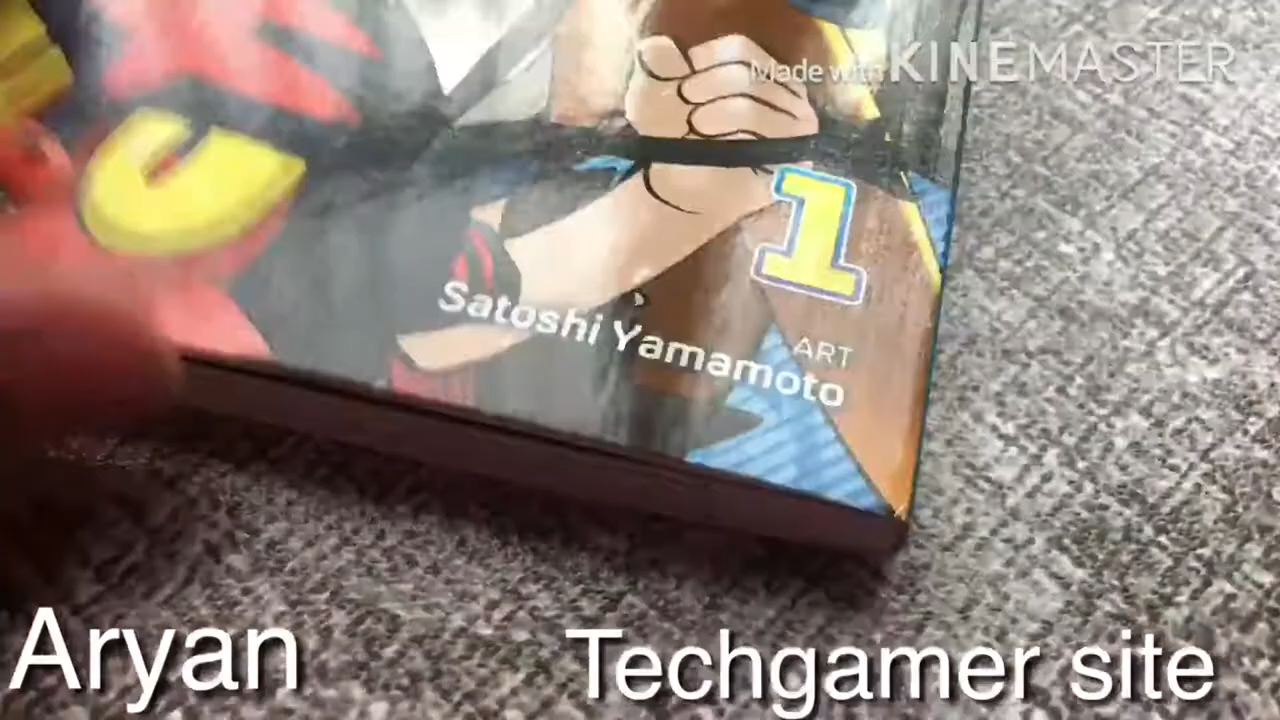 Made with KINEMASTER
1
ART
Satoshi Yamamoto
Aryan
Techgamer site